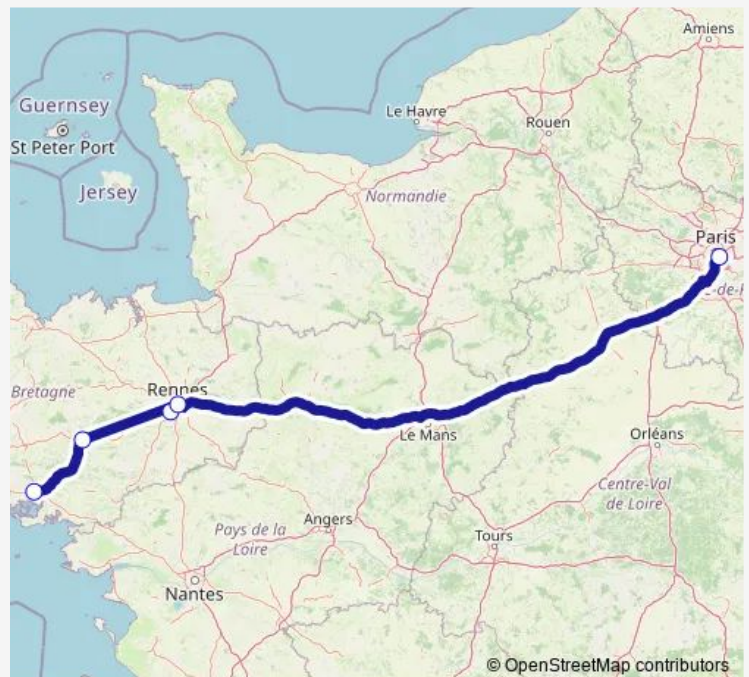 Amiens
Guernsey
Le Havre
Rouen
St Peter Port
Jersey
Normandie
Paris
Bretagne
Rennes
Le Mans
Orléans
Centre-Val
de Loire
Angers
Pays de la
Loire
Tours
Nantes
© OpenStreetMap contributors